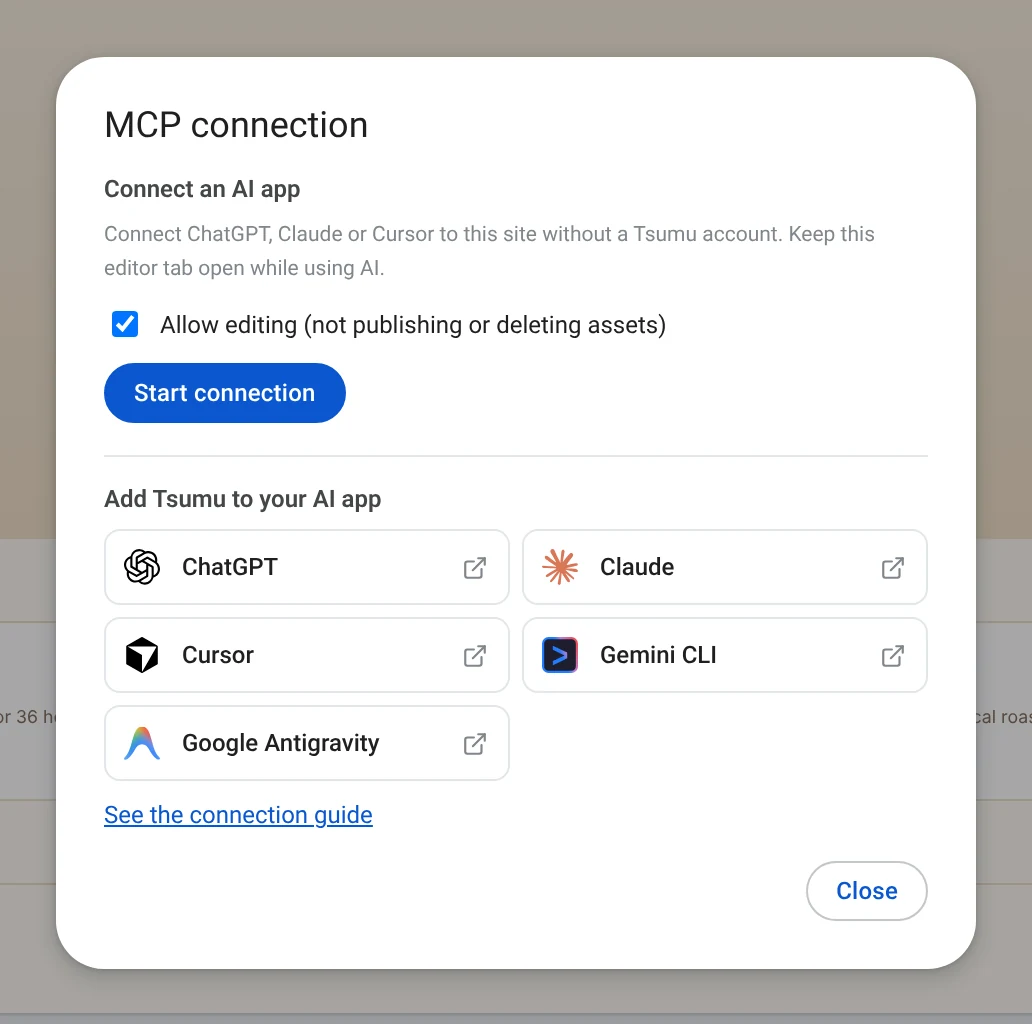 MCP connection
Connect an AI app
Connect ChatGPT, Claude or Cursor to this site without a Tsumu account. Keep this
editor tab open while using AI.
Allow editing (not publishing or deleting assets)
Start connection
Add Tsumu to your AI app
ChatGPT
Claude
Cursor
Gemini CLI
or 36
Google Antigravity
See the connection guide
Close